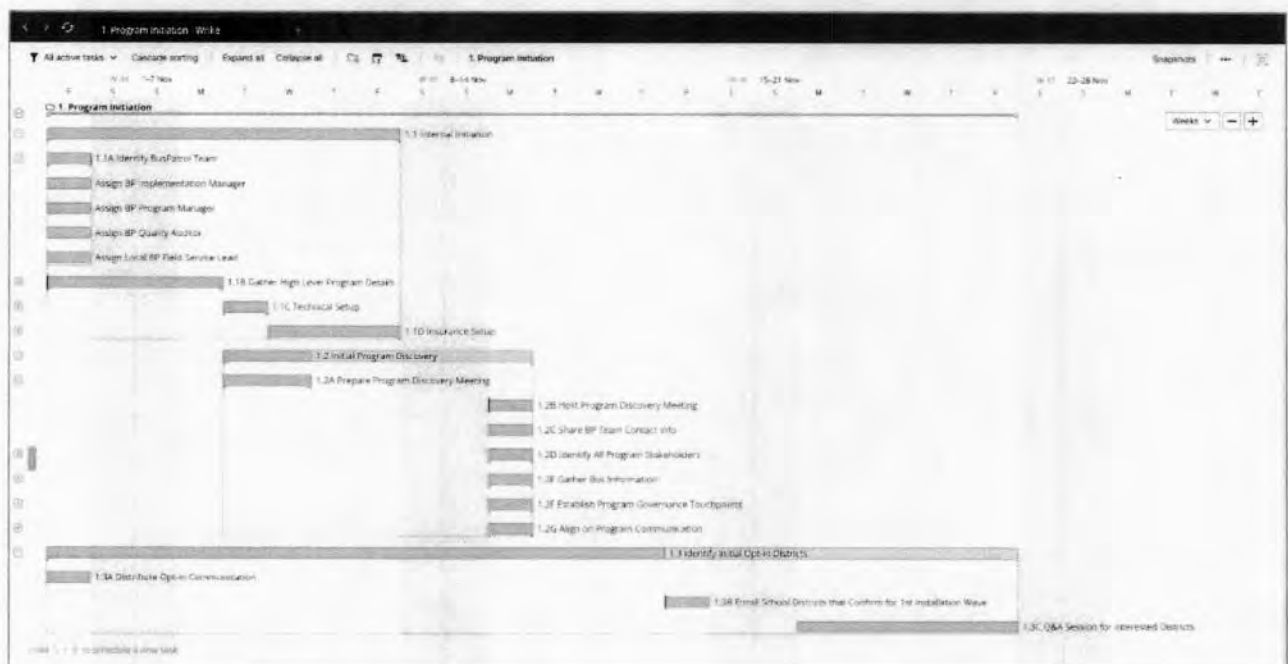 1. Program Initiation - Wrike
All active tasks Cascade sorting Expand all Collapse all 1. Program Initiation Snapshots
1-7 Nov 8-14 Nov 15-21 Nov 22-28 Nov
F S S M T W T F S S M T W T F S S M T W T F S S M T W T
1. Program Initiation
Weeks
1.1 Internal Initiation
1.1A Identify BusPatrol Team
Assign BP Implementation Manager
Assign BP Program Manager
Assign BP Quality Auditor
Assign Local BP Field Service Lead
1.1B Gather High Level Program Details
1.1C Technical Setup
1.1D Insurance Setup
1.2 Initial Program Discovery
1.2A Prepare Program Discovery Meeting
1.2B Host Program Discovery Meeting
1.2C Share BP Team Contact Info
1.2D Identify All Program Stakeholders
Gather Bus Information
1.2F Establish Program Governance Touchpoints
1.2G Align on Program Communication
1.3 Identify Initial Opt-in Districts
1.3A Distribute Opt-in Communication
1.3B Enroll School Districts that Confirm for 1st Installation Wave
1.3C Q&A Session for Interested Districts
to schedule a new task